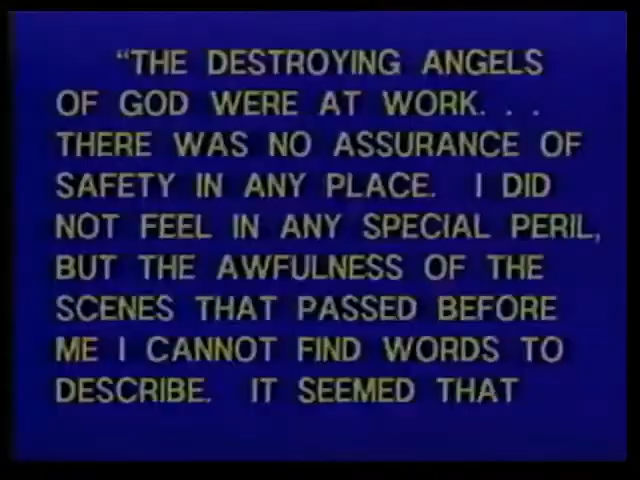 “THE DESTROYING ANGELS
OF GOD WERE AT WORK. . .
THERE WAS NO ASSURANCE OF
SAFETY IN ANY PLACE. I DID
NOT FEEL IN ANY SPECIAL PERIL,
BUT THE AWFULNESS OF THE
SCENES THAT PASSED BEFORE
ME I CANNOT FIND WORDS TO
DESCRIBE. IT SEEMED THAT